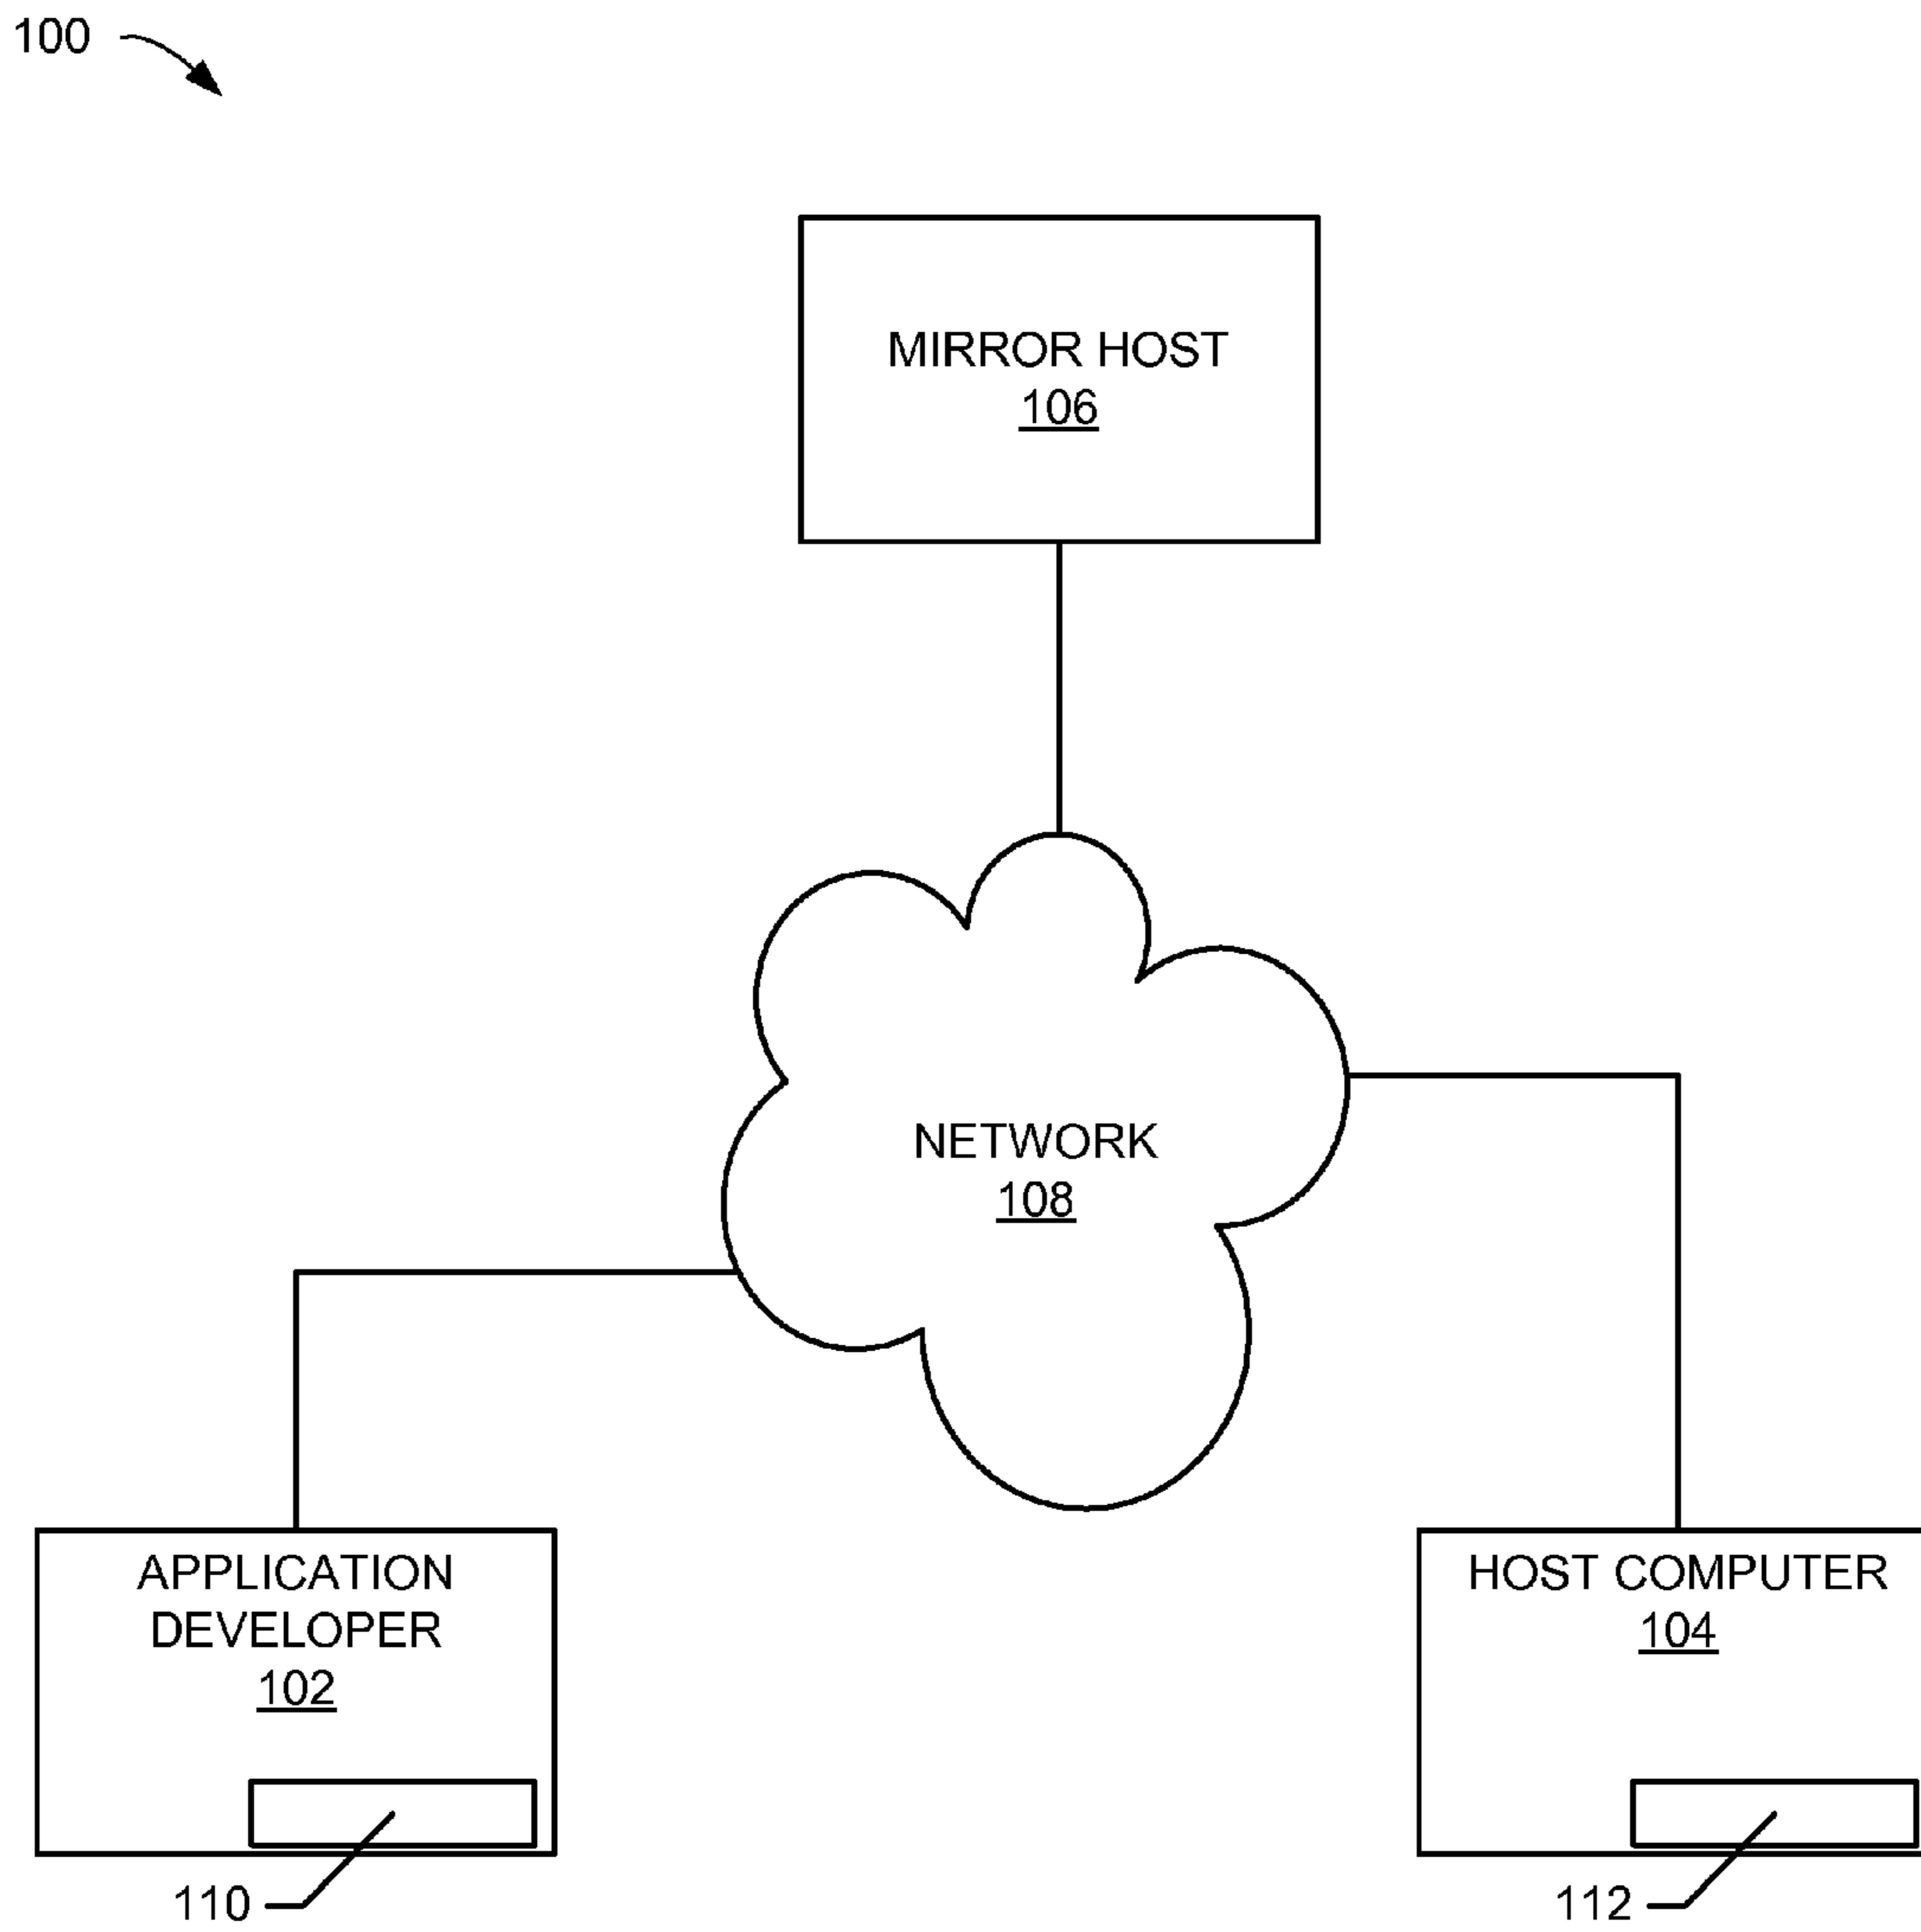 100
MIRROR HOST
106
NETWORK
108
APPLICATION
DEVELOPER
102
HOST COMPUTER
104
110
112